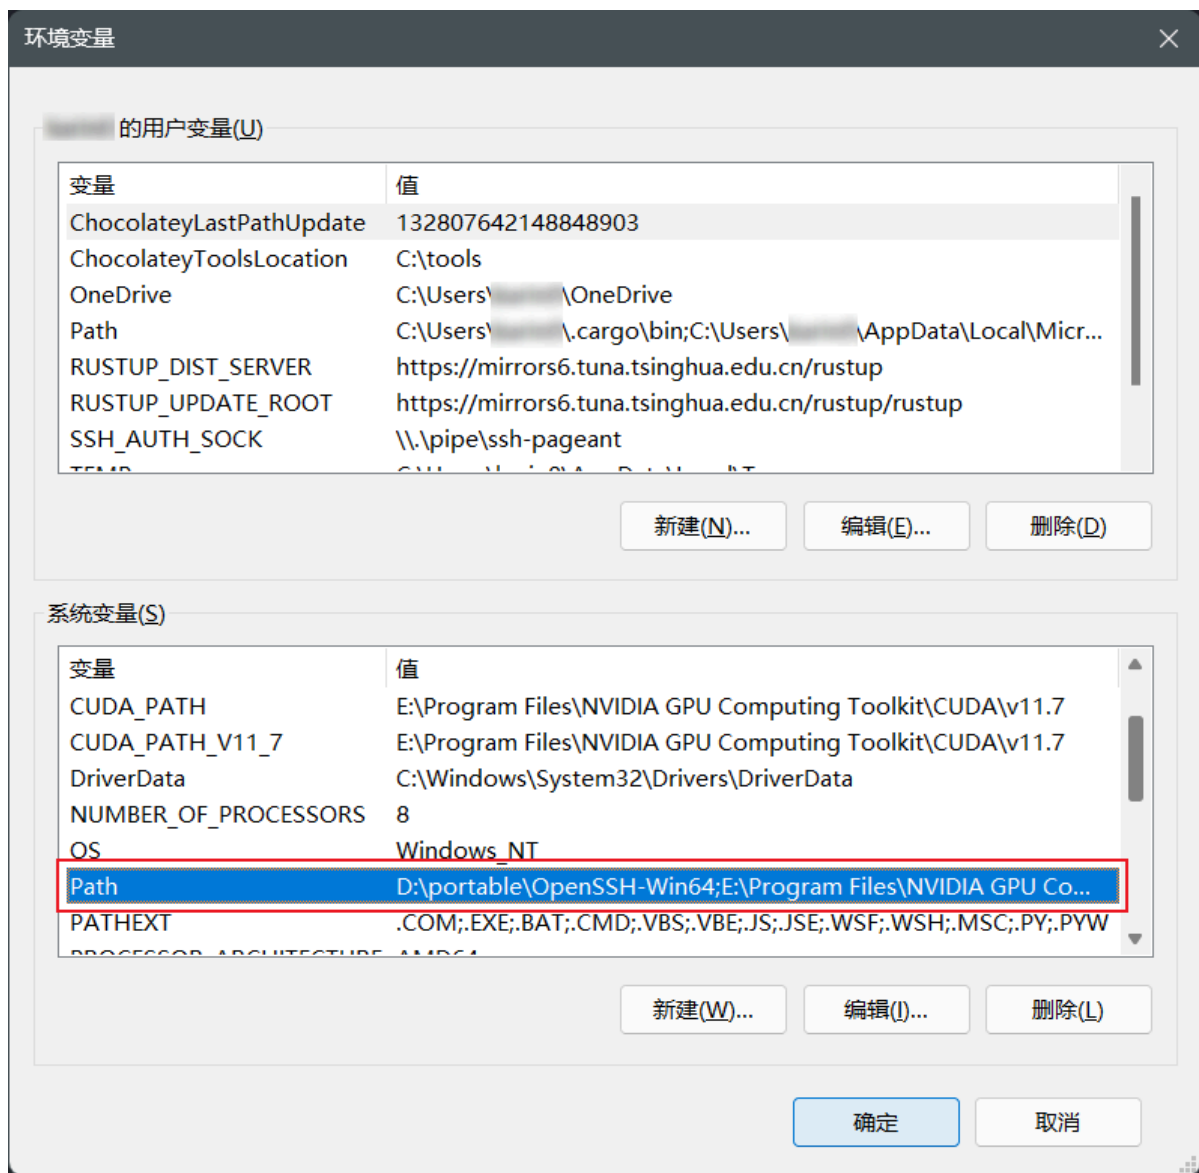 环境变量
的用户变量(U)
变量 值
ChocolateyLastPathUpdate 132807642148848903
ChocolateyToolsLocation C:\tools
OneDrive C:\Users\ \OneDrive
Path C:\Users\ \.cargo\bin;C:\Users\ \AppData\Local\Micr...
RUSTUP_DIST_SERVER https://mirrors6.tuna.tsinghua.edu.cn/rustup
RUSTUP_UPDATE_ROOT https://mirrors6.tuna.tsinghua.edu.cn/rustup/rustup
SSH_AUTH_SOCK \\.\pipe\ssh-pageant
新建(N)... 编辑(E)... 删除(D)
系统变量(S)
变量 值
CUDA_PATH E:\Program Files\NVIDIA GPU Computing Toolkit\CUDA\v11.7
CUDA_PATH_V11_7 E:\Program Files\NVIDIA GPU Computing Toolkit\CUDA\v11.7
DriverData C:\Windows\System32\Drivers\DriverData
NUMBER_OF_PROCESSORS 8
OS Windows_NT
Path D:\portable\OpenSSH-Win64;E:\Program Files\NVIDIA GPU Co...
PATHEXT .COM;.EXE;.BAT;.CMD;.VBS;.VBE;.JS;.JSE;.WSF;.WSH;.MSC;.PY;.PYW
PROCESSOR_ARCHITECTURE AMD64
新建(W)... 编辑(I)... 删除(L)
确定 取消